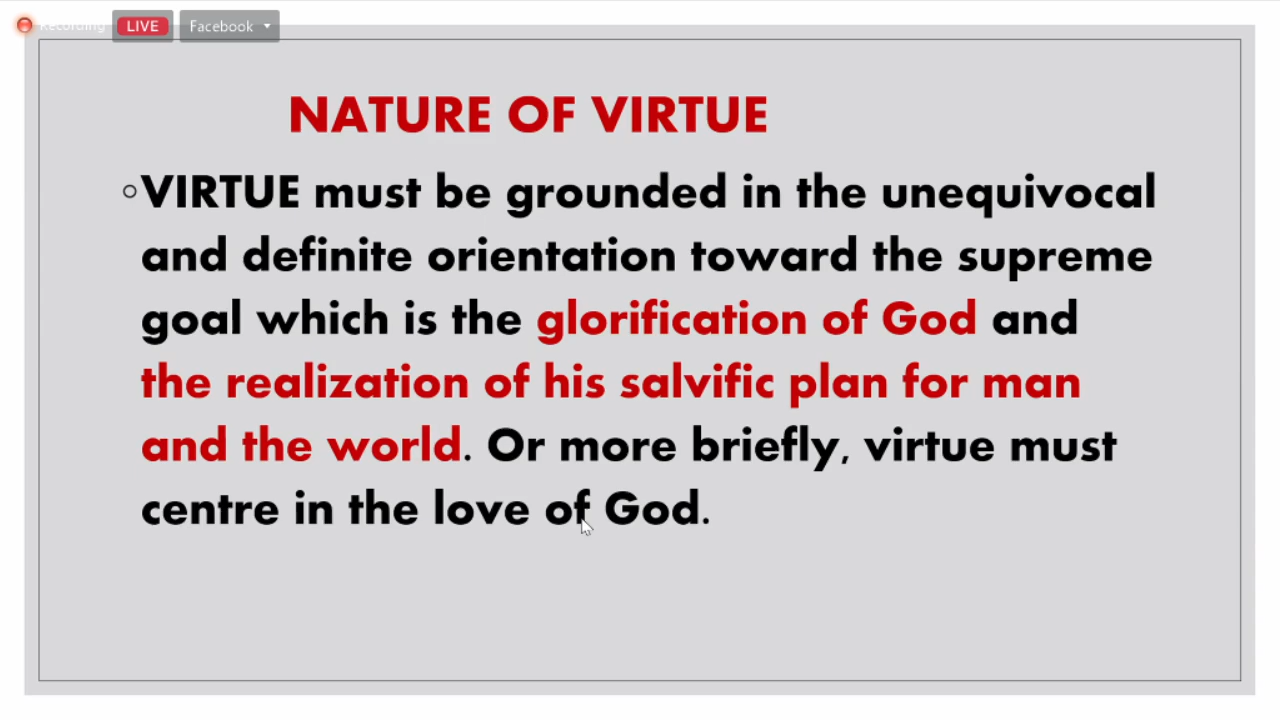 Recording LIVE Facebook
NATURE OF VIRTUE
VIRTUE must be grounded in the unequivocal
and definite orientation toward the supreme
goal which is the glorification of God and
the realization of his salvific plan for man
and the world. Or more briefly, virtue must
centre in the love of God.